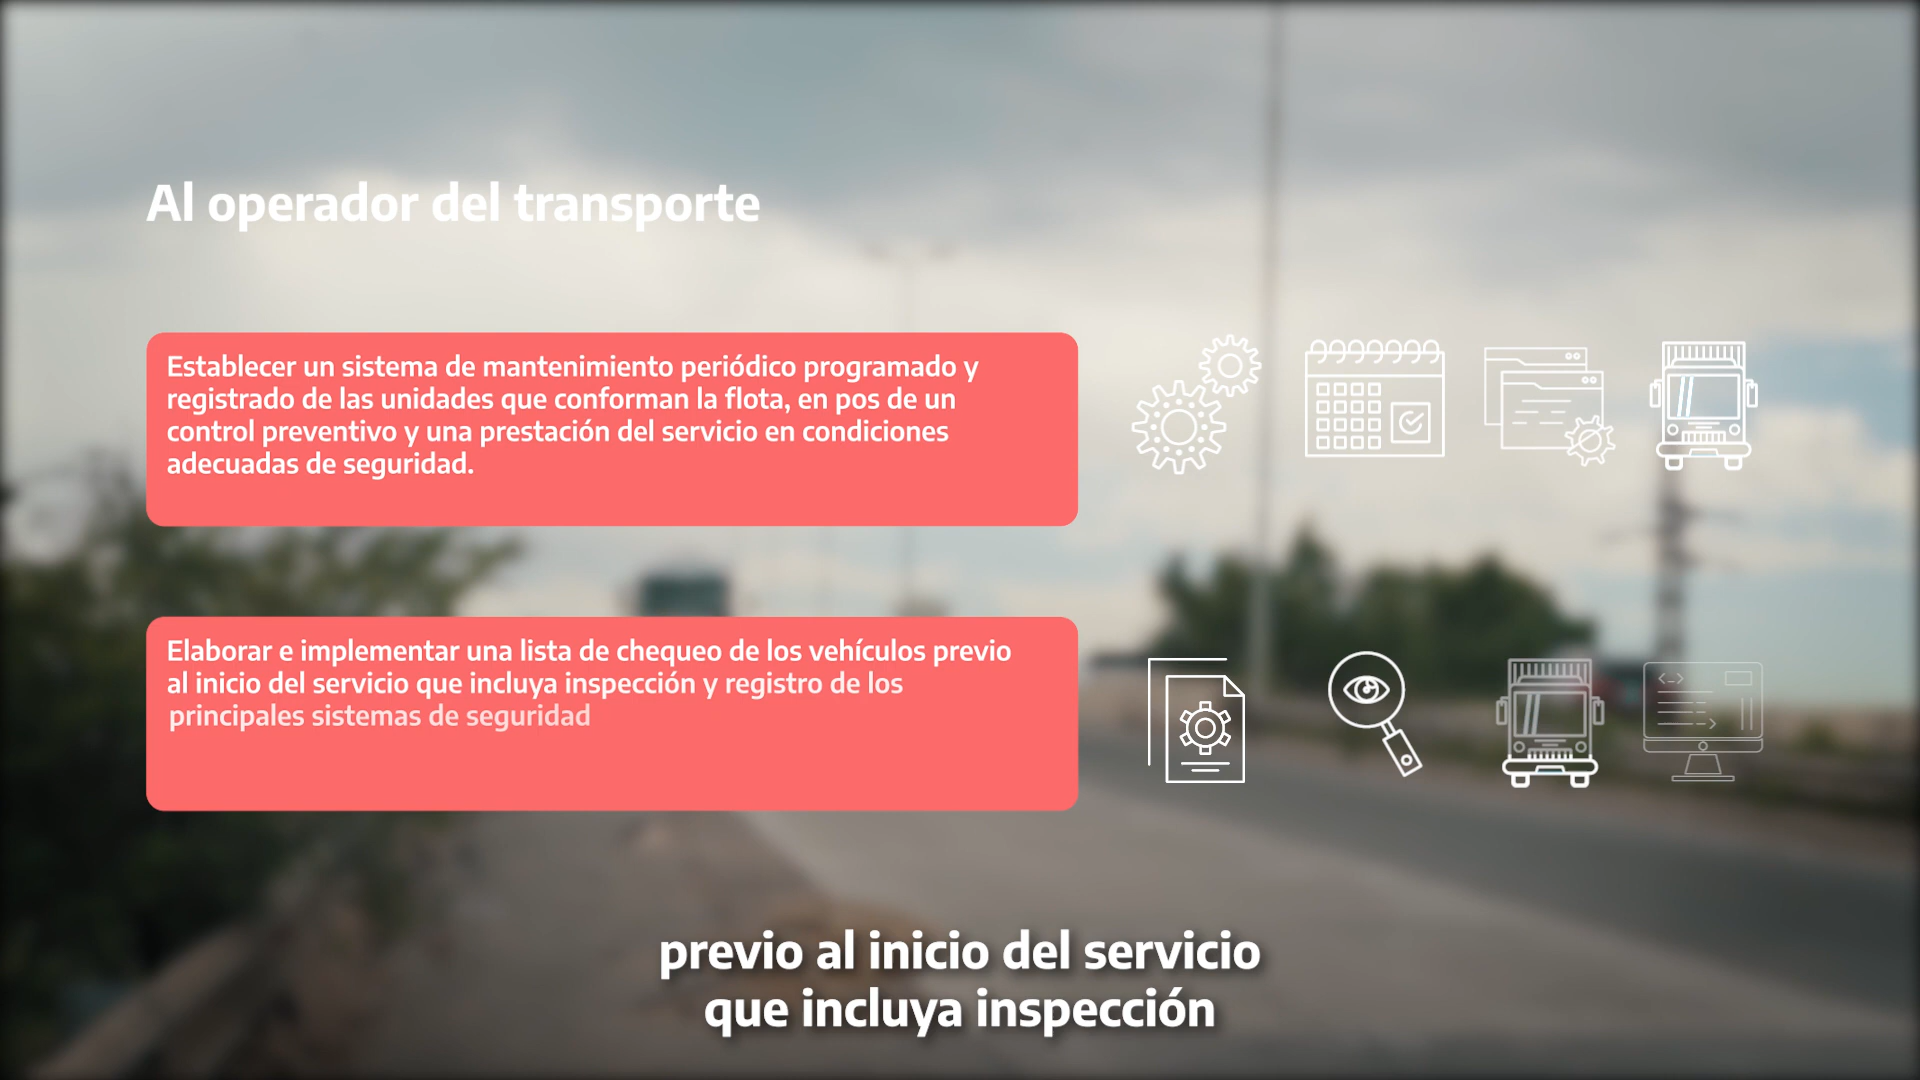 Al operador del transporte
Establecer un sistema de mantenimiento periódico programado y
registrado de las unidades que conforman la flota, en pos de un
control preventivo y una prestación del servicio en condiciones
adecuadas de seguridad.
Elaborar e implementar una lista de chequeo de los vehículos previo
al inicio del servicio que incluya inspección y registro de los
principales sistemas de seguridad
previo al inicio del servicio
que incluya inspección